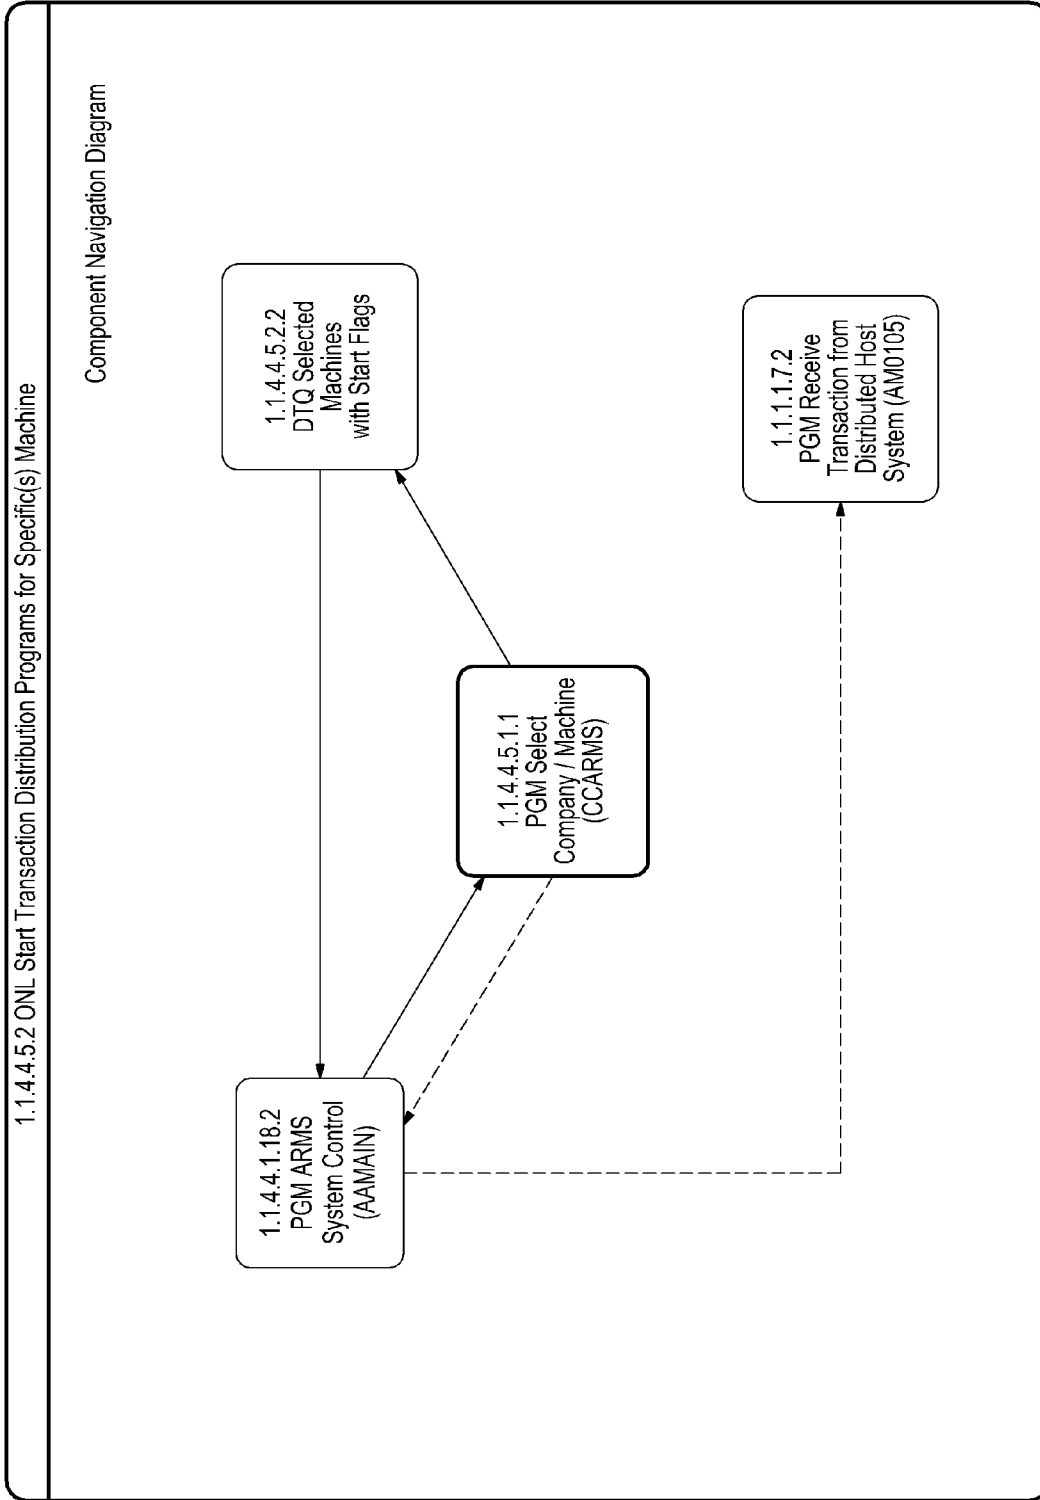 1.1.4.4.5.2 ONL Start Transaction Distribution Programs for Specific(s) Machine
Component Navigation Diagram
1.1.4.4.1.18.2
PGM ARMS
System Control
(AAMAIN)
1.1.4.4.5.2.2
DTQ Selected
Machines
with Start Flags
1.1.4.4.5.1.1
PGM Select
Company / Machine
(CCARMS)
1.1.1.1.7.2
PGM Receive
Transaction from
Distributed Host
System (AM0105)